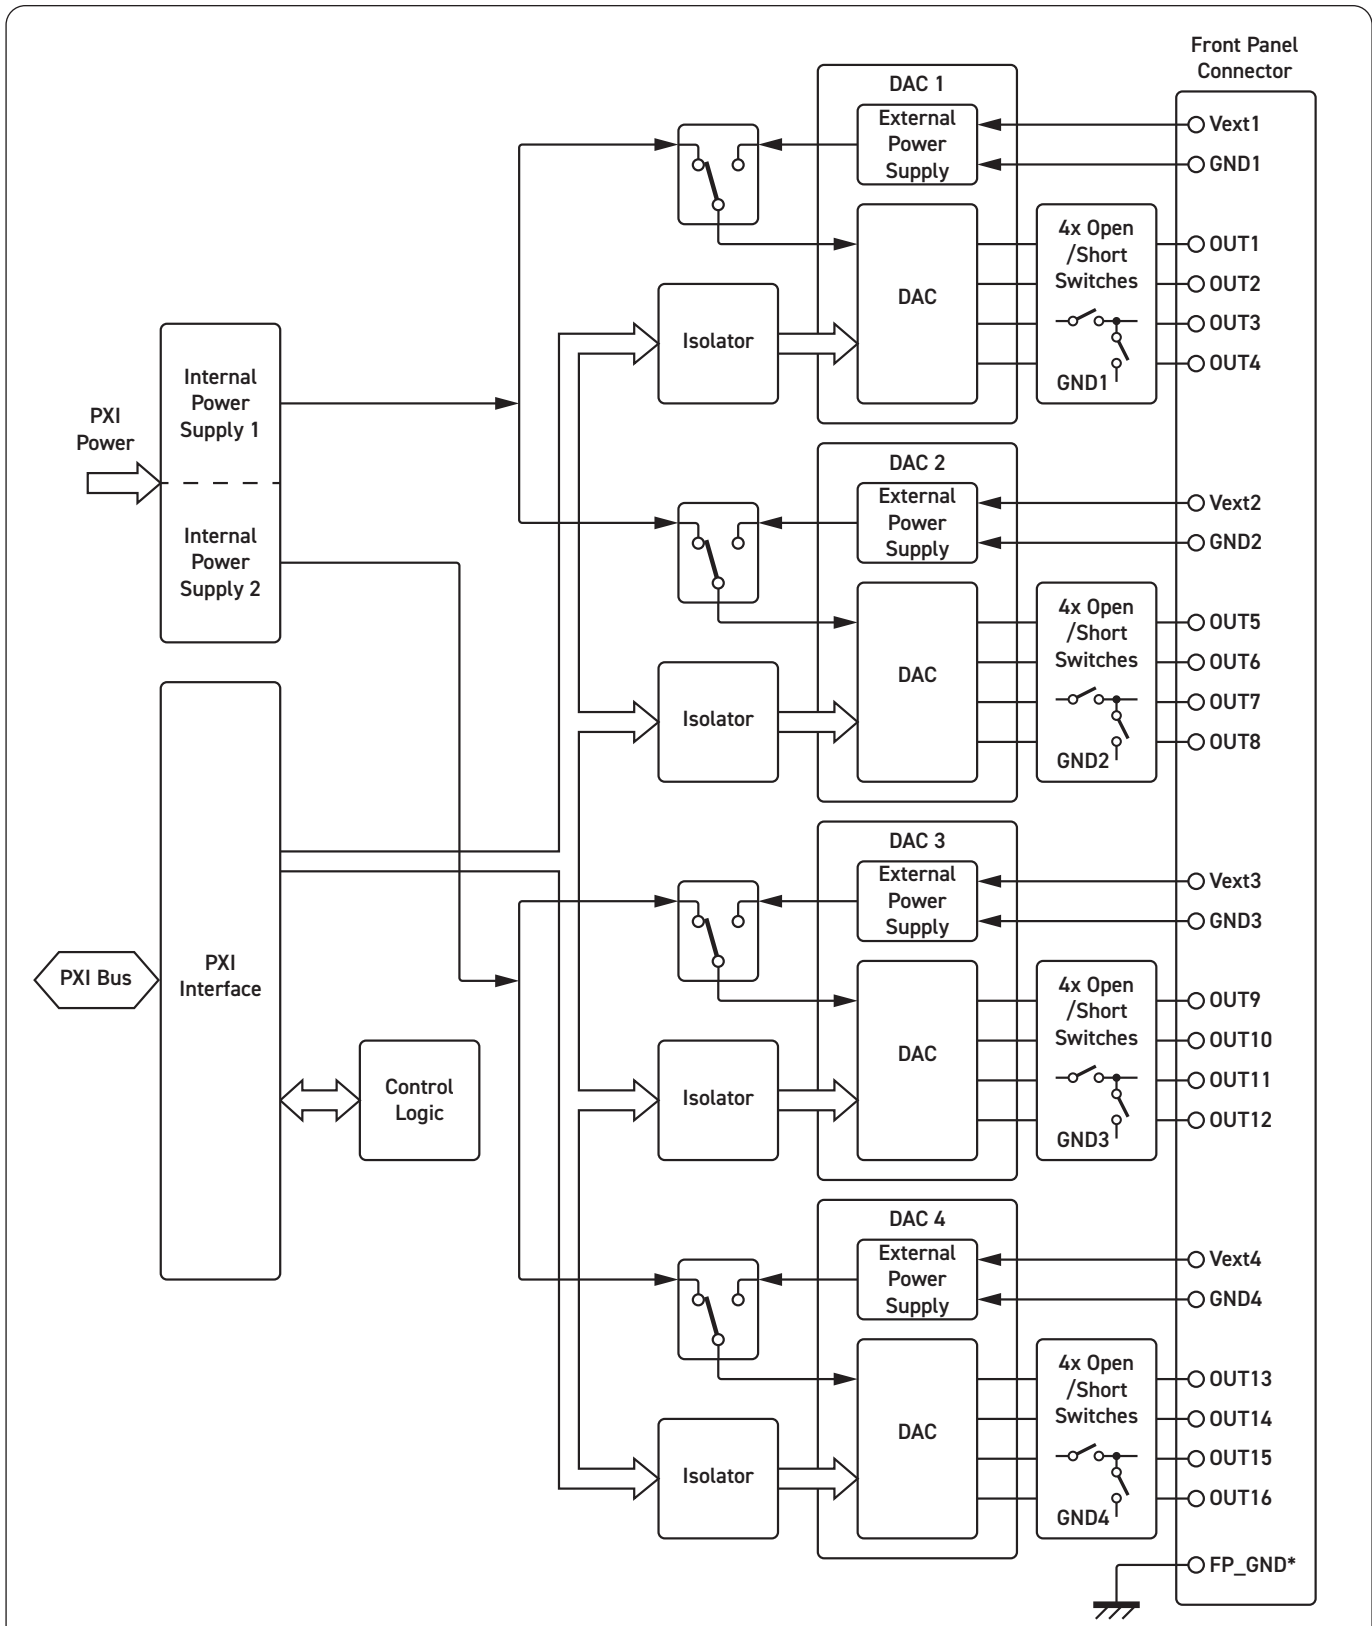 Front Panel
Connector
DAC 1
External
Power
Supply
Vext1
GND1
DAC
4x Open
/Short
Switches
GND1
OUT1
OUT2
OUT3
OUT4
Isolator
Internal
Power
Supply 1
PXI
Power
Internal
Power
Supply 2
DAC 2
External
Power
Supply
Vext2
GND2
DAC
4x Open
/Short
Switches
GND2
OUT5
OUT6
OUT7
OUT8
Isolator
DAC 3
External
Power
Supply
Vext3
GND3
PXI Bus
PXI
Interface
DAC
4x Open
/Short
Switches
GND3
OUT9
OUT10
OUT11
OUT12
Control
Logic
Isolator
DAC 4
External
Power
Supply
Vext4
GND4
DAC
4x Open
/Short
Switches
GND4
OUT13
OUT14
OUT15
OUT16
Isolator
FP_GND*